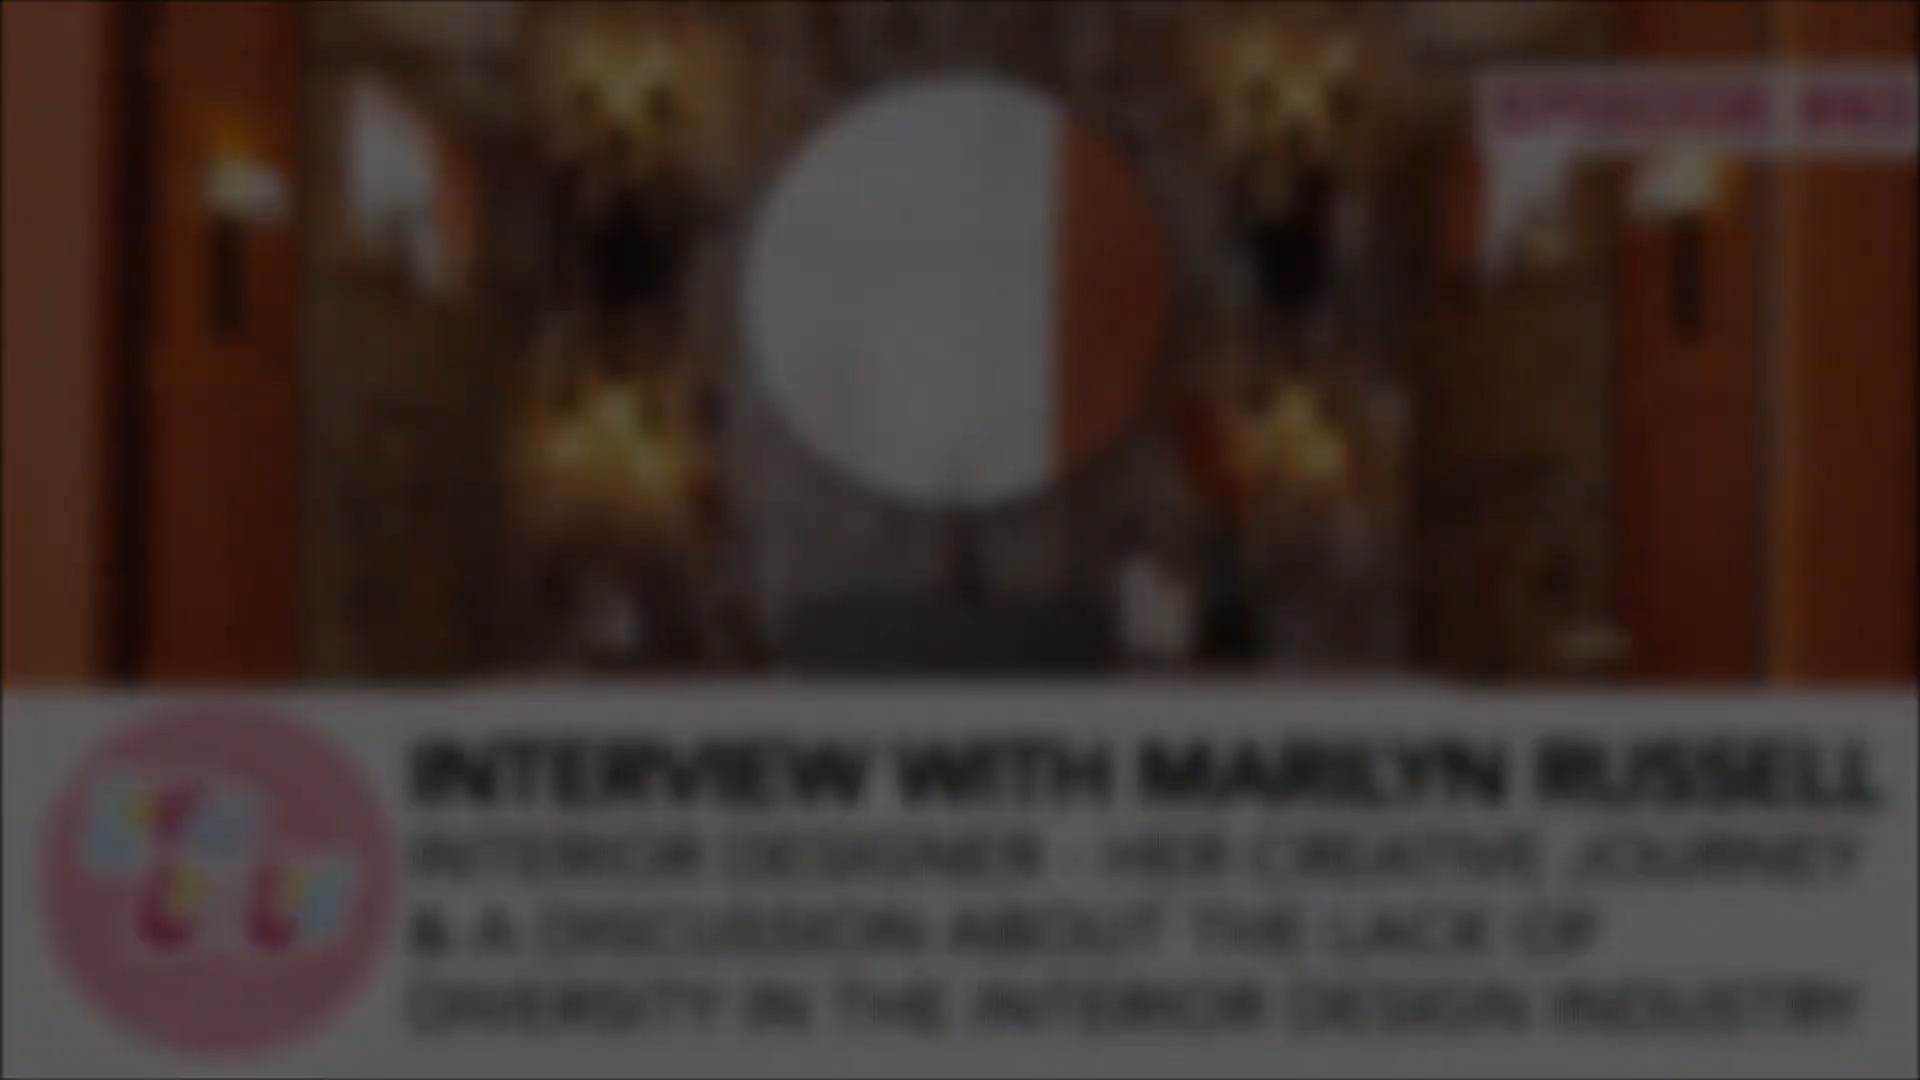 INTERVIEW WITH MARILYN RUSSELL
INTERIOR DESIGNER - HER CREATIVE JOURNEY
& A DISCUSSION ABOUT THE LACK OF
DIVERSITY IN THE INTERIOR DESIGN INDUSTRY